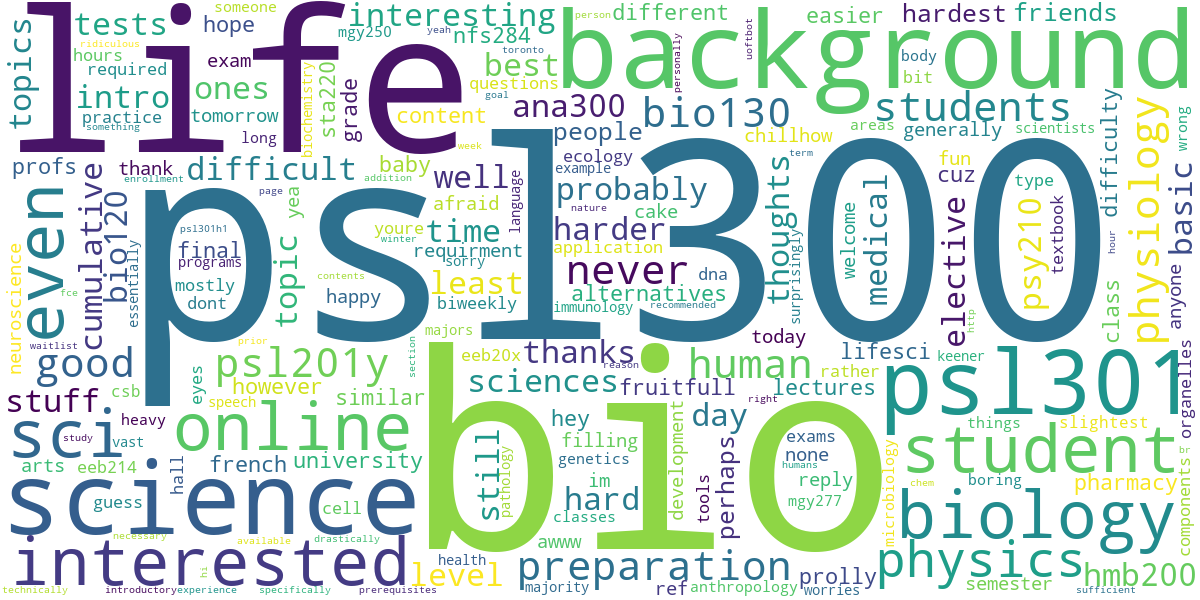 life
background
psl300
bio
science
psl301
interested
biology
student
online
even
physics
preparation
physiology
human
sci
students
bio130
psl201y
good
interesting
difficult
never
harder
well
time
least
topic
thoughts
medical
elective
basic
psy210
hmb200
cumulative
bio120
stuff
sciences
thanks
day
hard
still
perhaps
level
probably
ana300
best
intro
ones
tests
topics
hope
someone
ridiculous
mgy250
yeah
nfs284
person
toronto
goal
questions
different
personally
uoftbot
easier
hardest
friends
body
bit
hours
required
exam
practice
something
tomorrow
long
biochemistry
sta220
grade
content
week
people
chillhow
areas
generally
scientists
difficulty
wrong
profs
thank
enrollment
page
addition
baby
yea
afraid
language
ecology
example
nature
term
cake
application
alternatives
dna
recommended
immunology
surprisingly
welcome
type
textbook
fun
cuz
hour
anyone
class
http
neuroscience
fce
essentially
waitlist
psl301h1
final
programs
mostly
dont
happy
contents
youre
winter
requirment
sorry
biweekly
majors
section
prior
today
lifesci
rather
keener
organelles
reason
right
eeb20x
fruitfull
lectures
things
slightest
boring
pharmacy
components
br
csb
eyes
speech
however
similar
heavy
study
vast
arts
eeb214
hall
french
university
guess
cell
necessary
available
drastically
hi
technically
introductory
experience
specifically
prerequisites
health
hey
filling
genetics
im
classes
pathology
awww
development
tools
exams
none
humans
reply
mgy277
microbiology
chem
majority
ref
anthropology
worries
prolly
semester
sufficient